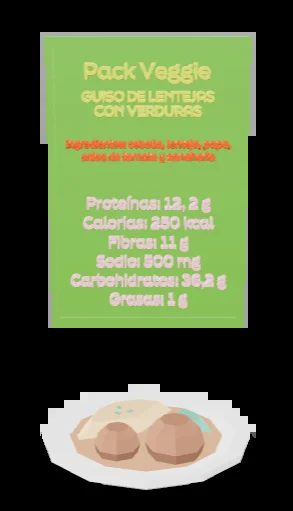 Pack Veggie
GUISO DE LENTEJAS
CON VERDURAS
Ingredientes: cebolla, lenteja, papa,
salsa de tomate y zanahoria
Proteínas: 12, 2 g
Calorías: 250 kcal
Fibras: 11 g
Sodio: 500 mg
Carbohidratos: 36,2 g
Grasas: 1 g